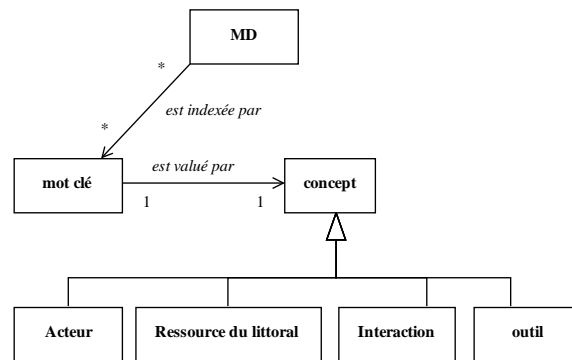 MD
*
est indexée par
*
est valué par
mot clé
concept
1
1
Acteur
Ressource du littoral
Interaction
outil